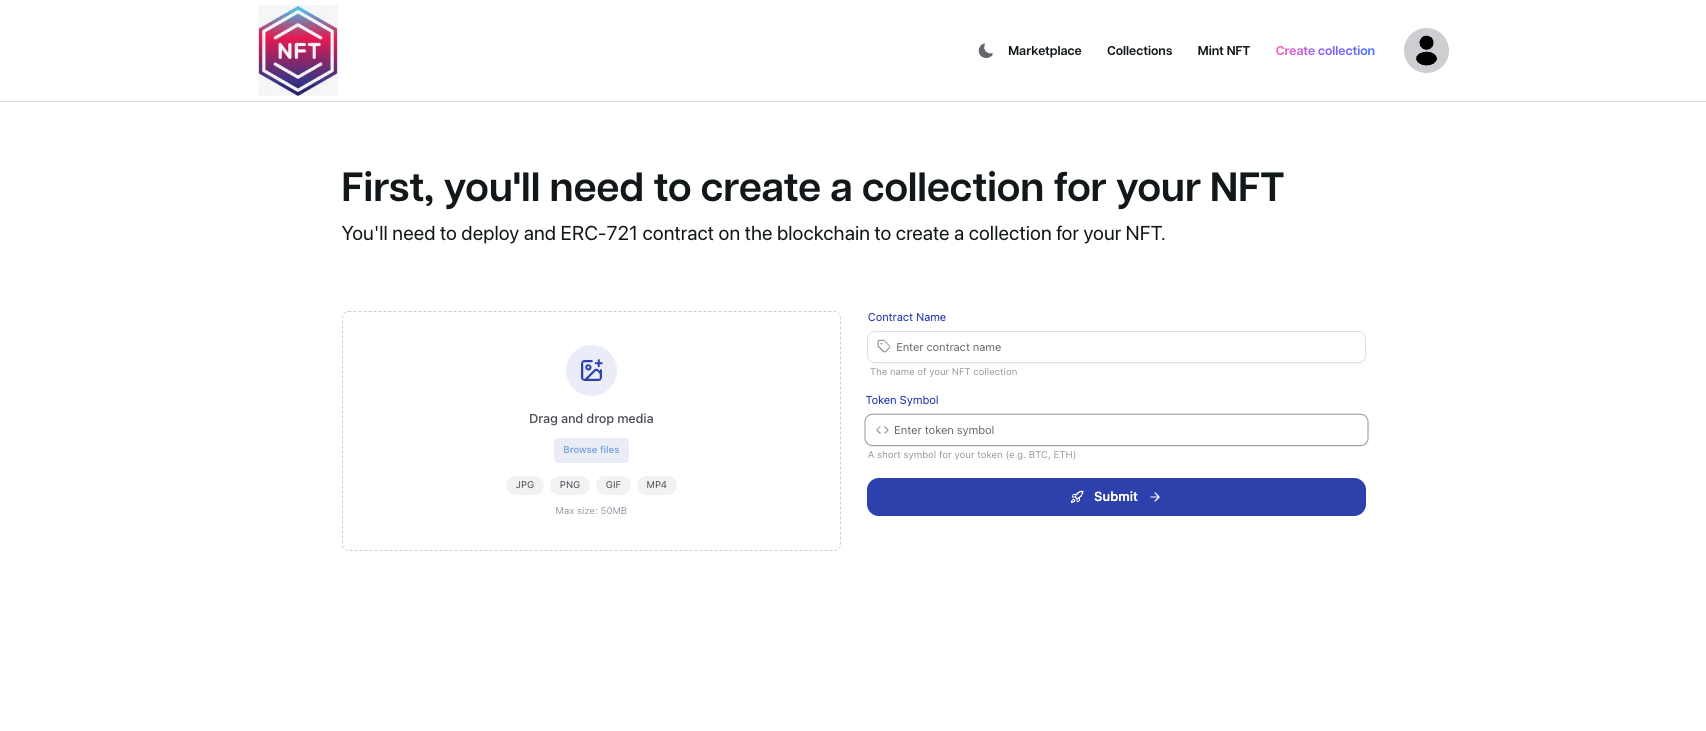 NFT
Marketplace
Collections
Mint NFT
Create collection
First, you'll need to create a collection for your NFT
You'll need to deploy and ERC-721 contract on the blockchain to create a collection for your NFT.
Drag and drop media
Browse files
JPG PNG GIF MP4
Max size: 50MB
Contract Name
Enter contract name
The name of your NFT collection
Token Symbol
Enter token symbol
A short symbol for your token (e.g. BTC, ETH)
Submit